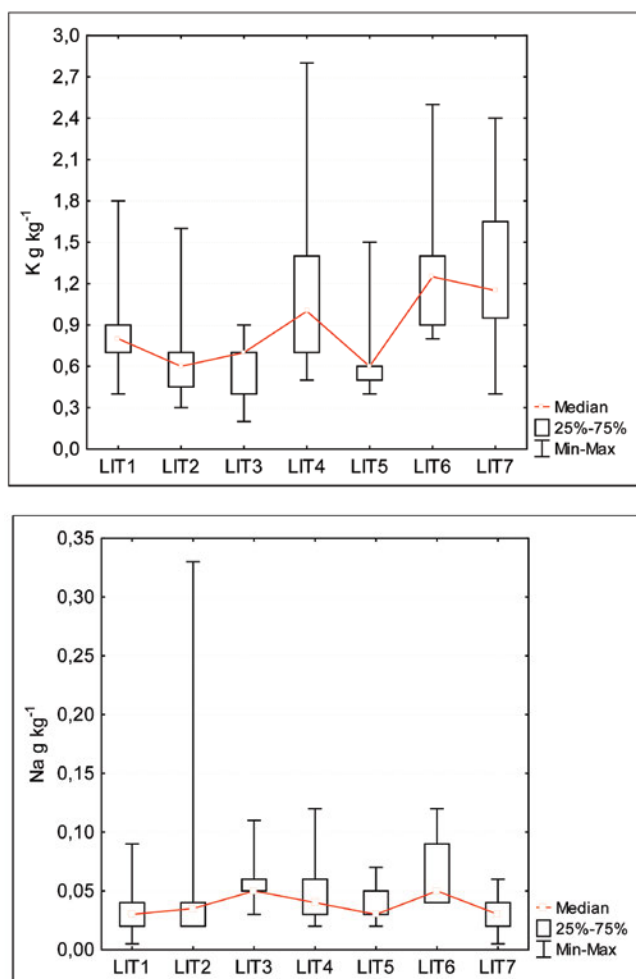 3,0
2,7
2,4
2,1
1,8
1,5
1,2
0,9
0,6
0,3
0,0
K g kg-1
LIT1 LIT2 LIT3 LIT4 LIT5 LIT6 LIT7
Median
25%-75%
Min-Max
0,35
0,30
0,25
0,20
0,15
0,10
0,05
0,00
Na g kg-1
LIT1 LIT2 LIT3 LIT4 LIT5 LIT6 LIT7
Median
25%-75%
Min-Max